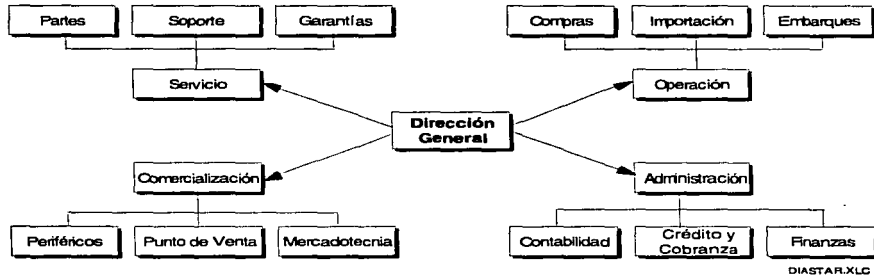 Partes
Soporte
Garantías
Compras
Importación
Embarques
Servicio
Operación
Dirección
General
Comercialización
Administración
Periféricos
Punto de Venta
Mercadotecnia
Contabilidad
Crédito y
Cobranza
Finanzas
DIASTAR.XLC